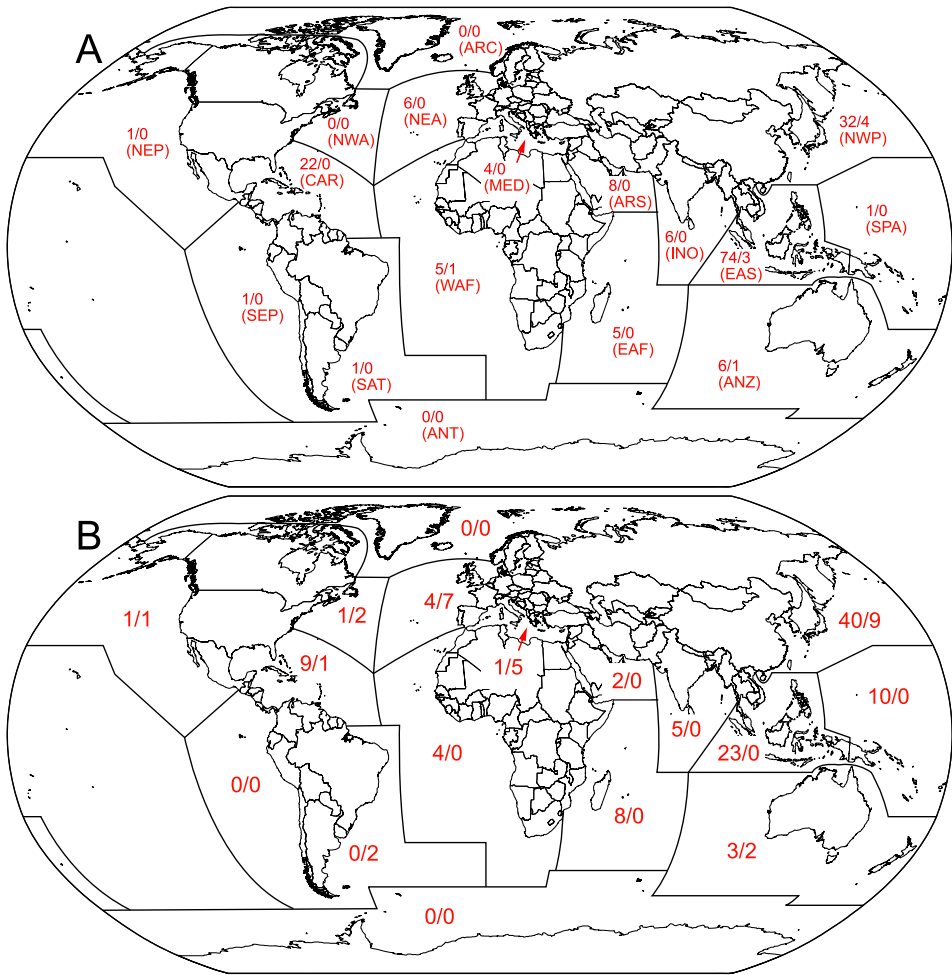 A
0/0
(ARC)
6/0
(NEA)
0/0
(NWA)
1/0
(NEP)
32/4
(NWP)
22/0
(CAR)
4/0
(MED)
8/0
(ARS)
1/0
(SPA)
6/0
(INO)
74/3
(EAS)
5/1
(WAF)
1/0
(SEP)
5/0
(EAF)
1/0
(SAT)
6/1
(ANZ)
0/0
(ANT)
B
0/0
1/1
1/2
4/7
40/9
9/1
1/5
2/0
10/0
5/0
23/0
4/0
0/0
8/0
0/2
3/2
0/0